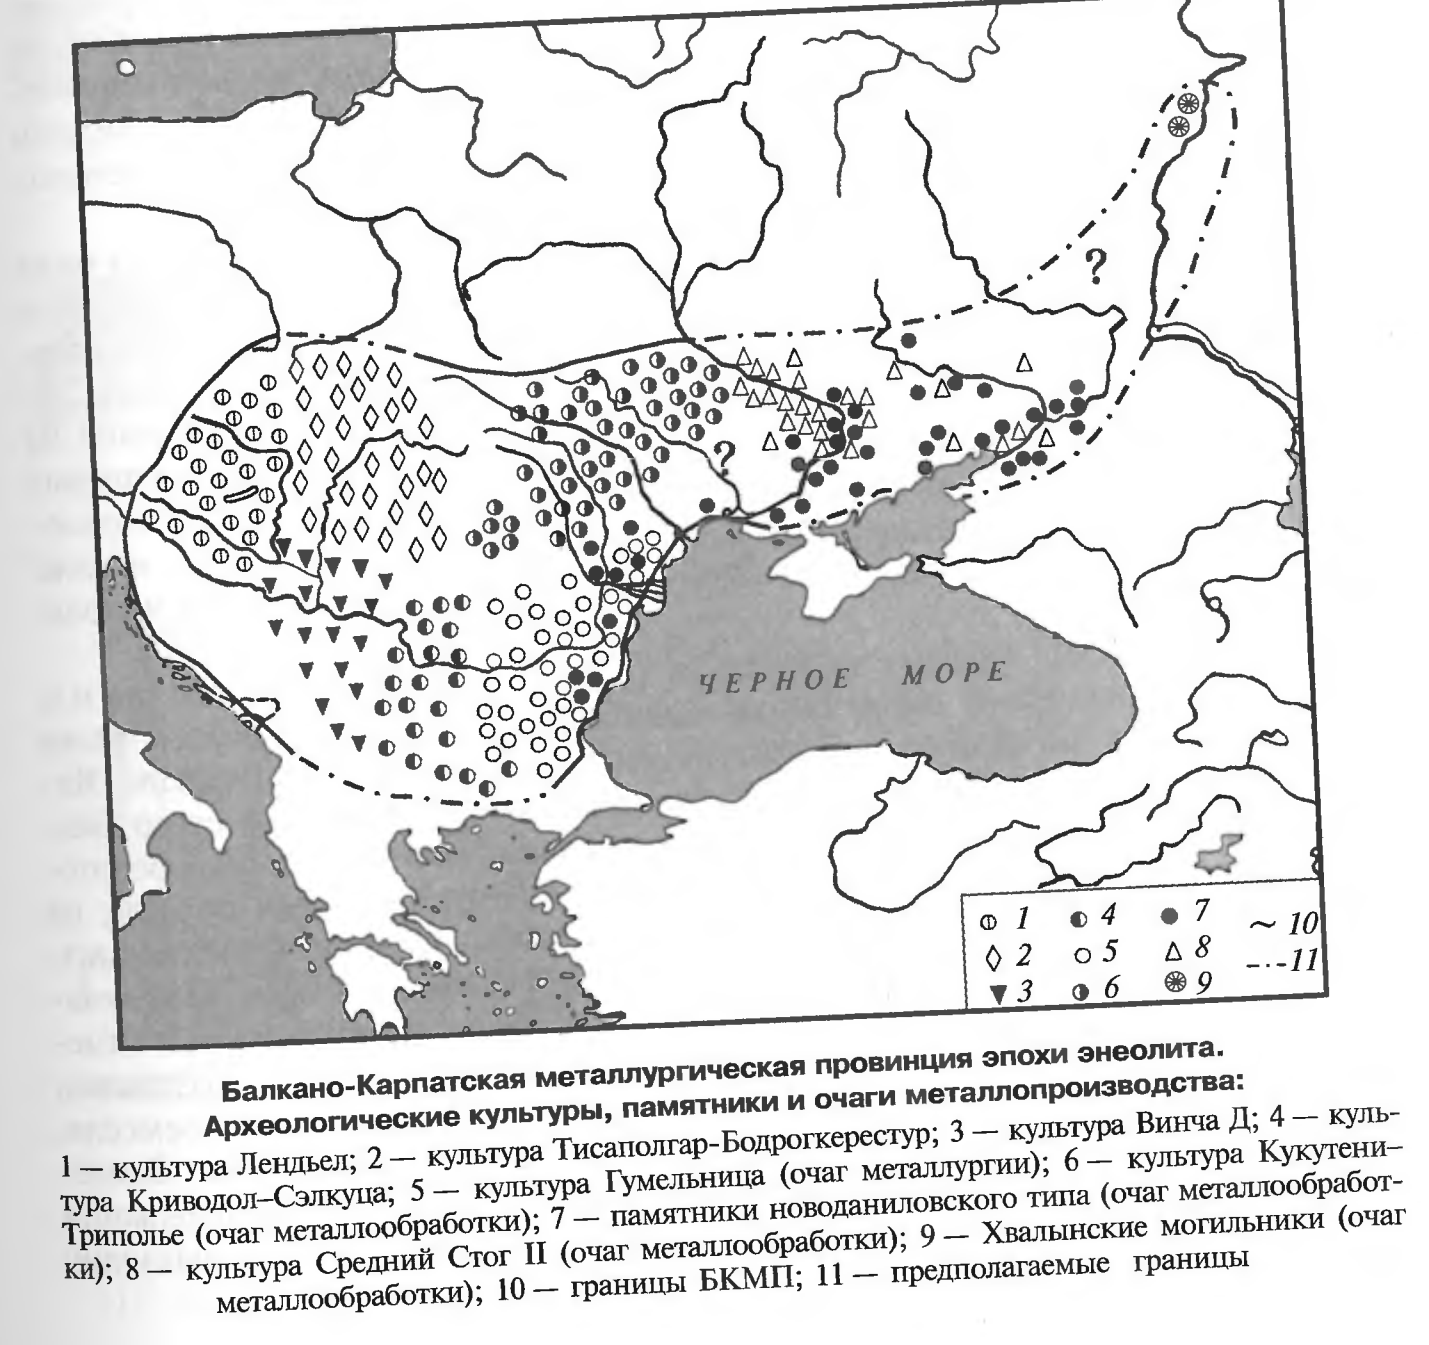 ?
?
ЧЕРНОЕ МОРЕ
1 4 7 10
2 5 8 11
3 6 9
Балкано-Карпатская металлургическая провинция эпохи энеолита.
Археологические культуры, памятники и очаги металлопроизводства:
1 — культура Лендьел; 2 — культура Тисаполгар-Бодрогкерестур; 3 — культура Винча Д; 4 — куль-
тура Криводол–Сэлкуца; 5 — культура Гумельница (очаг металлургии); 6 — культура Кукутени–
Триполье (очаг металлообработки); 7 — памятники новоданиловского типа (очаг металлообработ-
ки); 8 — культура Средний Стог II (очаг металлообработки); 9 — Хвалынские могильники (очаг
металлообработки); 10 — границы БКМП; 11 — предполагаемые границы